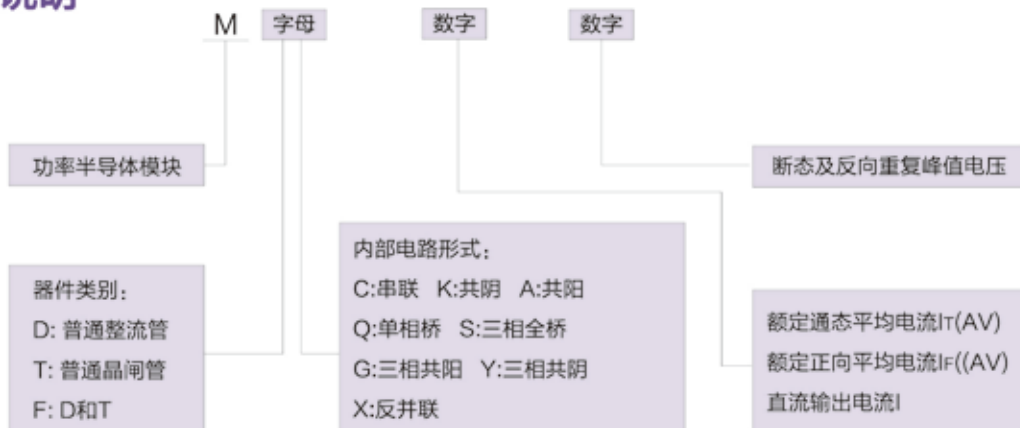 说明
M 字母 数字 数字
功率半导体模块
断态及反向重复峰值电压
器件类别：
D: 普通整流管
T: 普通晶闸管
F: D和T
内部电路形式；
C:串联 K:共阴 A:共阳
Q:单相桥 S:三相全桥
G:三相共阳 Y:三相共阴
X:反并联
额定通态平均电流IT(AV)
额定正向平均电流IF((AV)
直流输出电流I